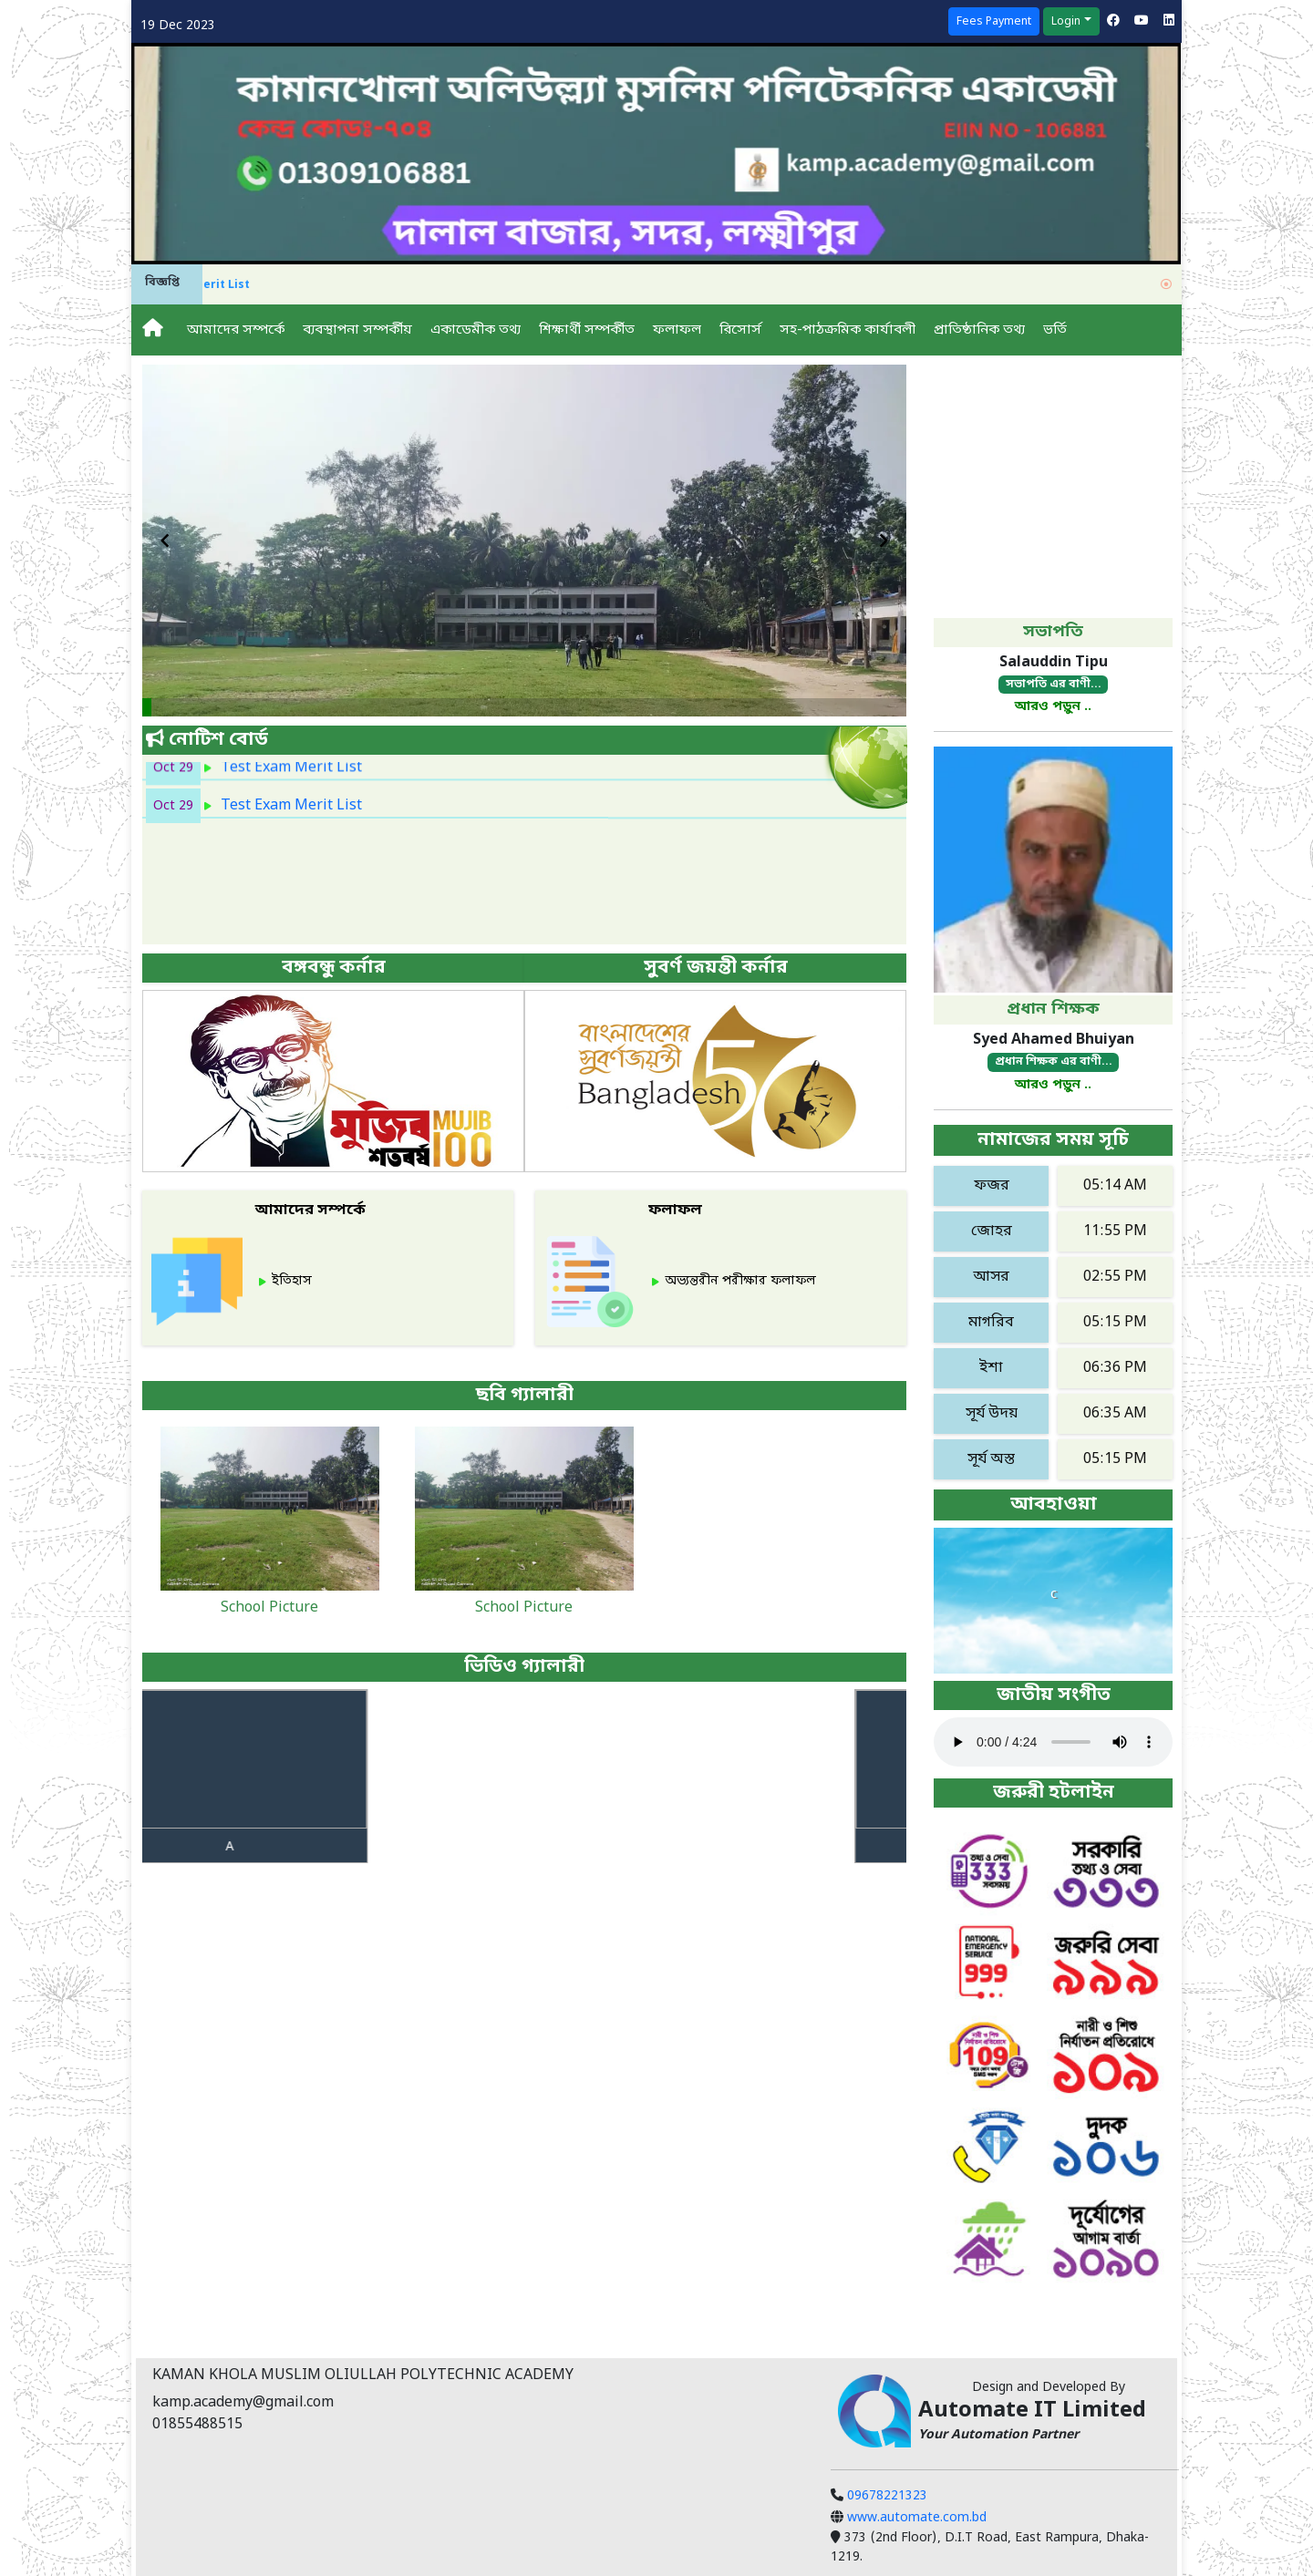 19 Dec 2023
Fees Payment
Login
কামানখোলা অলিউল্যা মুসলিম পলিটেকনিক একাডেমী
কেন্দ্র কোডঃ-৭০৪
EIIN NO - 106881
01309106881
kamp.academy@gmail.com
দালাল বাজার, সদর, লক্ষ্মীপুর
বিজ্ঞপ্তি
erit List
আমাদের সম্পর্কে ব্যবস্থাপনা সম্পর্কীয় একাডেমীক তথ্য শিক্ষার্থী সম্পর্কীত ফলাফল রিসোর্স সহ-পাঠক্রমিক কার্যাবলী প্রাতিষ্ঠানিক তথ্য ভর্তি
নোটিশ বোর্ড
Oct 29 Test Exam Merit List
Oct 29 Test Exam Merit List
বঙ্গবন্ধু কর্নার
সুবর্ণ জয়ন্তী কর্নার
মুজিব
শতবর্ষ
MUJIB
100
বাংলাদেশের
সুবর্ণজয়ন্তী
Bangladesh
50
আমাদের সম্পর্কে
ইতিহাস
ফলাফল
অভ্যন্তরীন পরীক্ষার ফলাফল
ছবি গ্যালারী
School Picture
School Picture
ভিডিও গ্যালারী
A
সভাপতি
Salauddin Tipu
সভাপতি এর বাণী...
আরও পড়ুন ..
প্রধান শিক্ষক
Syed Ahamed Bhuiyan
প্রধান শিক্ষক এর বাণী...
আরও পড়ুন ..
নামাজের সময় সূচি
ফজর 05:14 AM
জোহর 11:55 PM
আসর 02:55 PM
মাগরিব 05:15 PM
ইশা 06:36 PM
সূর্য উদয় 06:35 AM
সূর্য অস্ত 05:15 PM
আবহাওয়া
C
জাতীয় সংগীত
0:00 / 4:24
জরুরী হটলাইন
তথ্য ও সেবা
333
সবসময়
সরকারি
তথ্য ও সেবা
৩৩৩
NATIONAL
EMERGENCY
SERVICE
999
জরুরি সেবা
৯৯৯
নারী ও শিশু
নির্যাতন প্রতিরোধে
109
নারী ও শিশু
নির্যাতন প্রতিরোধে
১০৯
দুদক
১০৬
দূর্যোগের
আগাম বার্তা
১০৯০
KAMAN KHOLA MUSLIM OLIULLAH POLYTECHNIC ACADEMY
kamp.academy@gmail.com
01855488515
Design and Developed By
Automate IT Limited
Your Automation Partner
09678221323
www.automate.com.bd
373 (2nd Floor), D.I.T Road, East Rampura, Dhaka-
1219.